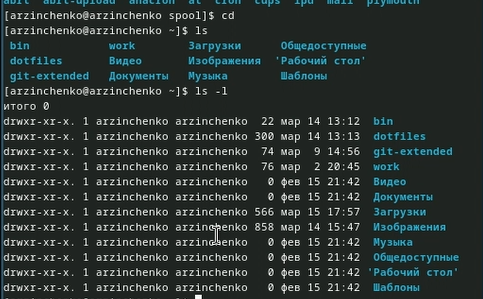 abrt abrt-upload anacron at cron cups lpd mail plymouth
[arzinchenko@arzinchenko spool]$ cd
[arzinchenko@arzinchenko ~]$ ls
bin work Загрузки Общедоступные
dotfiles Видео Изображения 'Рабочий стол'
git-extended Документы Музыка Шаблоны
[arzinchenko@arzinchenko ~]$ ls -l
итого 0
drwxr-xr-x. 1 arzinchenko arzinchenko 22 мар 14 13:12 bin
drwxr-xr-x. 1 arzinchenko arzinchenko 300 мар 14 13:13 dotfiles
drwxr-xr-x. 1 arzinchenko arzinchenko 74 мар 9 14:56 git-extended
drwxr-xr-x. 1 arzinchenko arzinchenko 76 мар 2 20:45 work
drwxr-xr-x. 1 arzinchenko arzinchenko 0 фев 15 21:42 Видео
drwxr-xr-x. 1 arzinchenko arzinchenko 0 фев 15 21:42 Документы
drwxr-xr-x. 1 arzinchenko arzinchenko 566 мар 15 17:57 Загрузки
drwxr-xr-x. 1 arzinchenko arzinchenko 858 мар 14 15:47 Изображения
drwxr-xr-x. 1 arzinchenko arzinchenko 0 фев 15 21:42 Музыка
drwxr-xr-x. 1 arzinchenko arzinchenko 0 фев 15 21:42 Общедоступные
drwxr-xr-x. 1 arzinchenko arzinchenko 0 фев 15 21:42 'Рабочий стол'
drwxr-xr-x. 1 arzinchenko arzinchenko 0 фев 15 21:42 Шаблоны